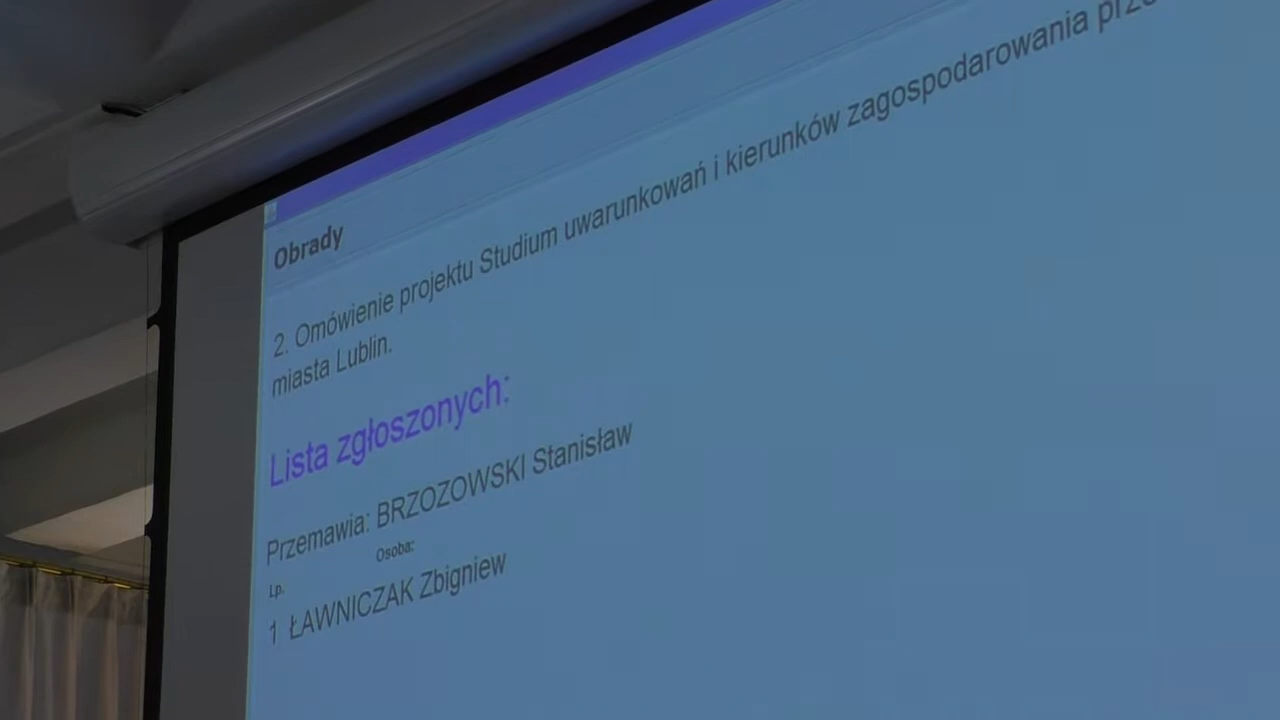 Obrady
2. Omówienie projektu Studium uwarunkowań i kierunków zagospodarowania
miasta Lublin.
Lista zgłoszonych:
Przemawia: BRZOZOWSKI Stanisław
Lp. Osoba:
1 ŁAWNICZAK Zbigniew